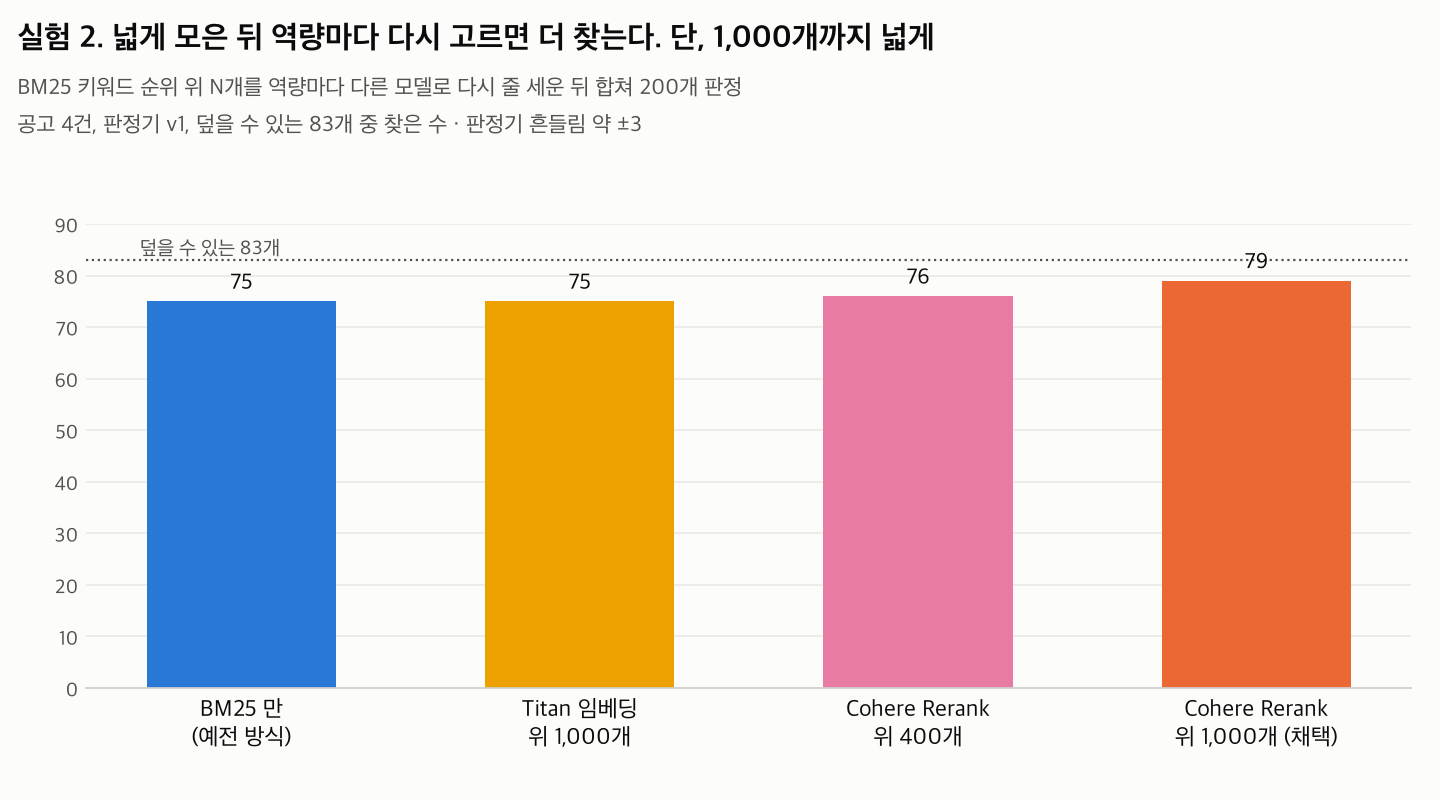 실험 2. 넓게 모은 뒤 역량마다 다시 고르면 더 찾는다. 단, 1,000개까지 넓게
BM25 키워드 순위 위 N개를 역량마다 다른 모델로 다시 줄 세운 뒤 합쳐 200개 판정
공고 4건, 판정기 v1, 덮을 수 있는 83개 중 찾은 수 · 판정기 흔들림 약 ±3
90
덮을 수 있는 83개
80
75
75
76
79
70
60
50
40
30
20
10
0
BM25 만
(예전 방식)
Titan 임베딩
위 1,000개
Cohere Rerank
위 400개
Cohere Rerank
위 1,000개 (채택)